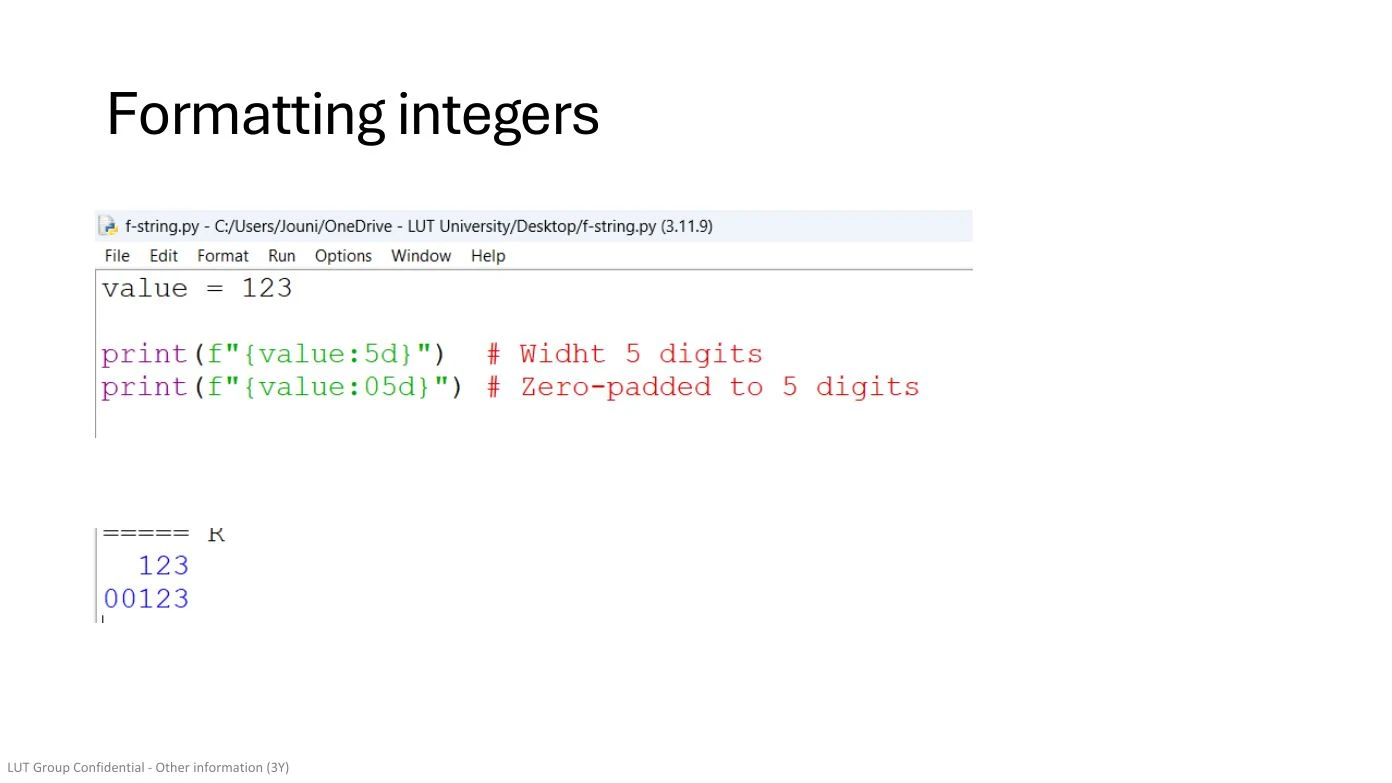 Formatting integers
f-string.py - C:/Users/Jouni/OneDrive - LUT University/Desktop/f-string.py (3.11.9)
File Edit Format Run Options Window Help
value = 123
print(f"{value:5d}")  # Widht 5 digits
print(f"{value:05d}") # Zero-padded to 5 digits
===== R
  123
00123
LUT Group Confidential - Other information (3Y)